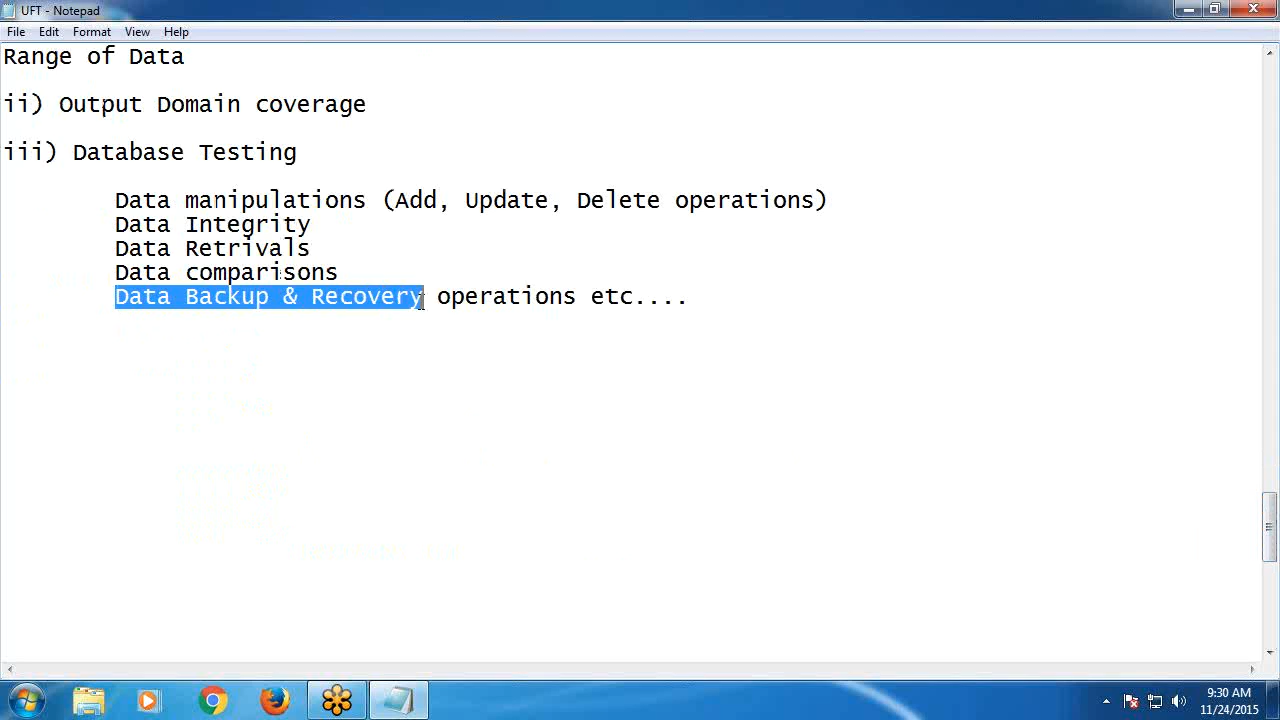 UFT - Notepad
File Edit Format View Help
Range of Data
ii) Output Domain coverage
iii) Database Testing
Data manipulations (Add, Update, Delete operations)
Data Integrity
Data Retrivals
Data comparisons
Data Backup & Recovery operations etc....
9:30 AM
11/24/2015